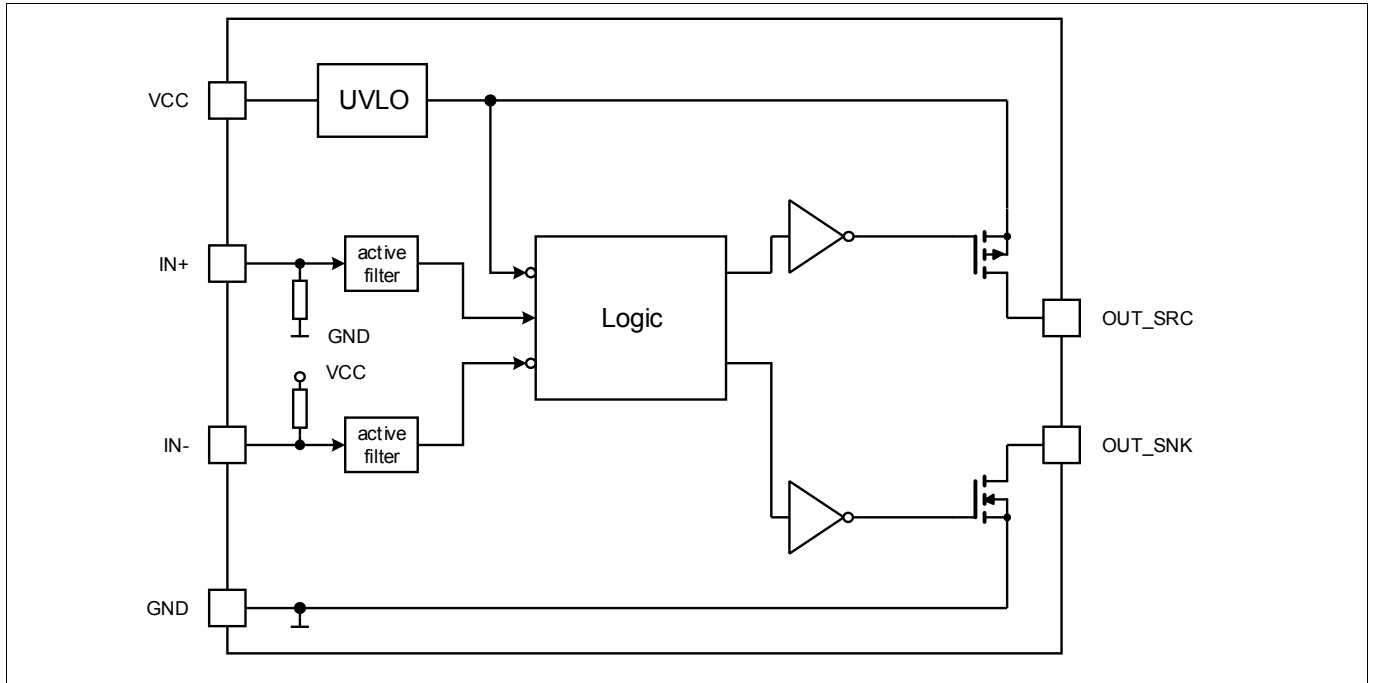 VCC
UVLO
IN+
active
filter
GND
Logic
OUT_SRC
VCC
IN-
active
filter
OUT_SNK
GND